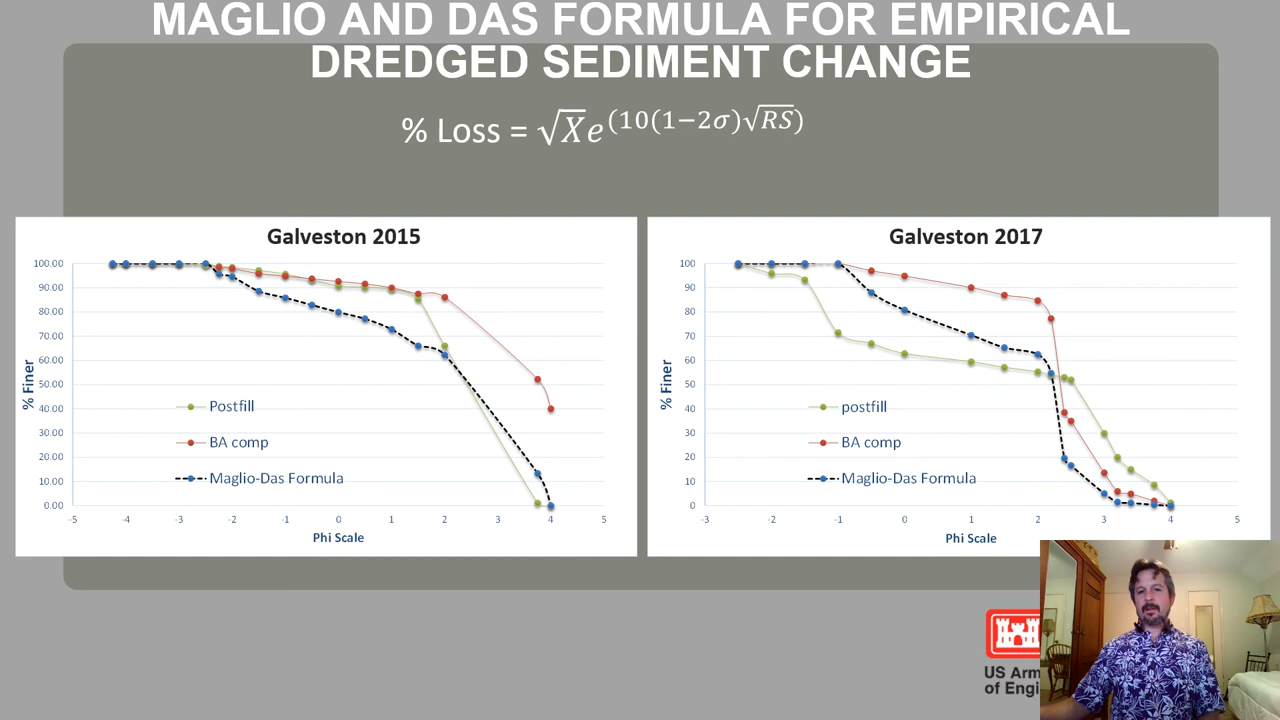 MAGLIO AND DAS FORMULA FOR EMPIRICAL
DREDGED SEDIMENT CHANGE
% Loss = √X̅e^(10(1−2σ)√RS)
Galveston 2015
100.00
90.00
80.00
70.00
60.00
50.00
40.00
30.00
20.00
10.00
0.00
% Finer
Postfill
BA comp
Maglio-Das Formula
-5 -4 -3 -2 -1 0 1 2 3 4 5
Phi Scale
Galveston 2017
100
90
80
70
60
50
40
30
20
10
0
% Finer
postfill
BA comp
Maglio-Das Formula
-3 -2 -1 0 1 2 3 4 5
Phi Scale
US Arm
of Engi